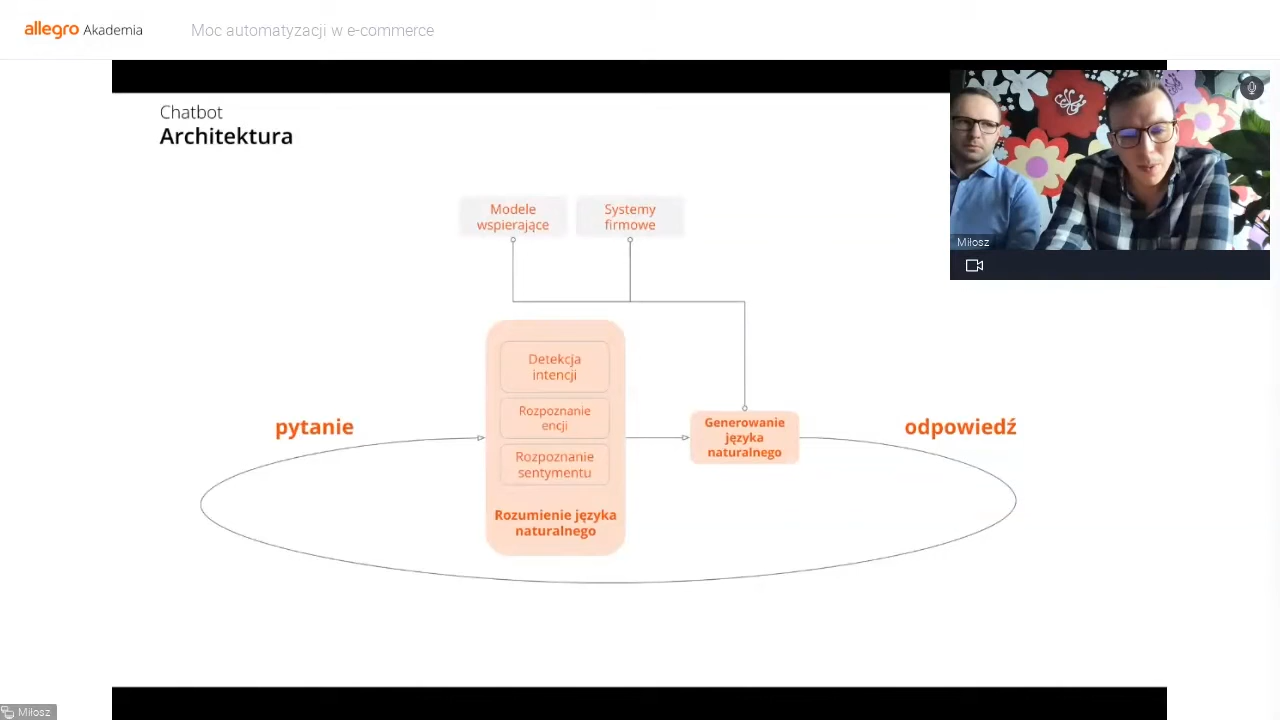 allegro Akademia
Moc automatyzacji w e-commerce
Chatbot
Architektura
Modele
wspierające
Systemy
firmowe
Miłosz
Detekcja
intencji
Rozpoznanie
encji
Rozpoznanie
sentymentu
Rozumienie języka
naturalnego
pytanie
Generowanie
języka
naturalnego
odpowiedź
Miłosz